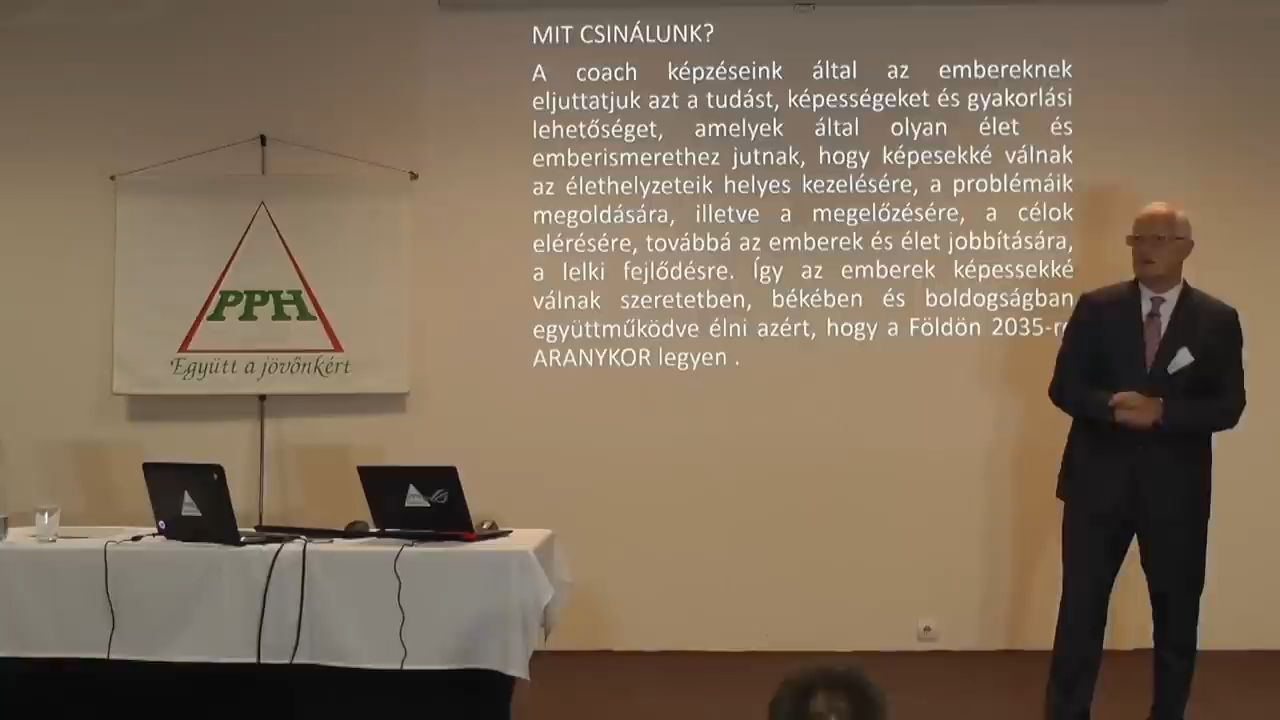 MIT CSINÁLUNK?
A coach képzéseink által az embereknek
eljuttatjuk azt a tudást, képességeket és gyakorlási
lehetőséget, amelyek által olyan élet és
emberismerethez jutnak, hogy képesekké válnak
az élethelyzeteik helyes kezelésére, a problémáik
megoldására, illetve a megelőzésére, a célok
elérésére, továbbá az emberek és élet jobbítására,
a lelki fejlődésre. Így az emberek képessekké
válnak szeretetben, békében és boldogságban
együttműködve élni azért, hogy a Földön 2035-re
ARANYKOR legyen .
PPH
Együtt a jövőnkért